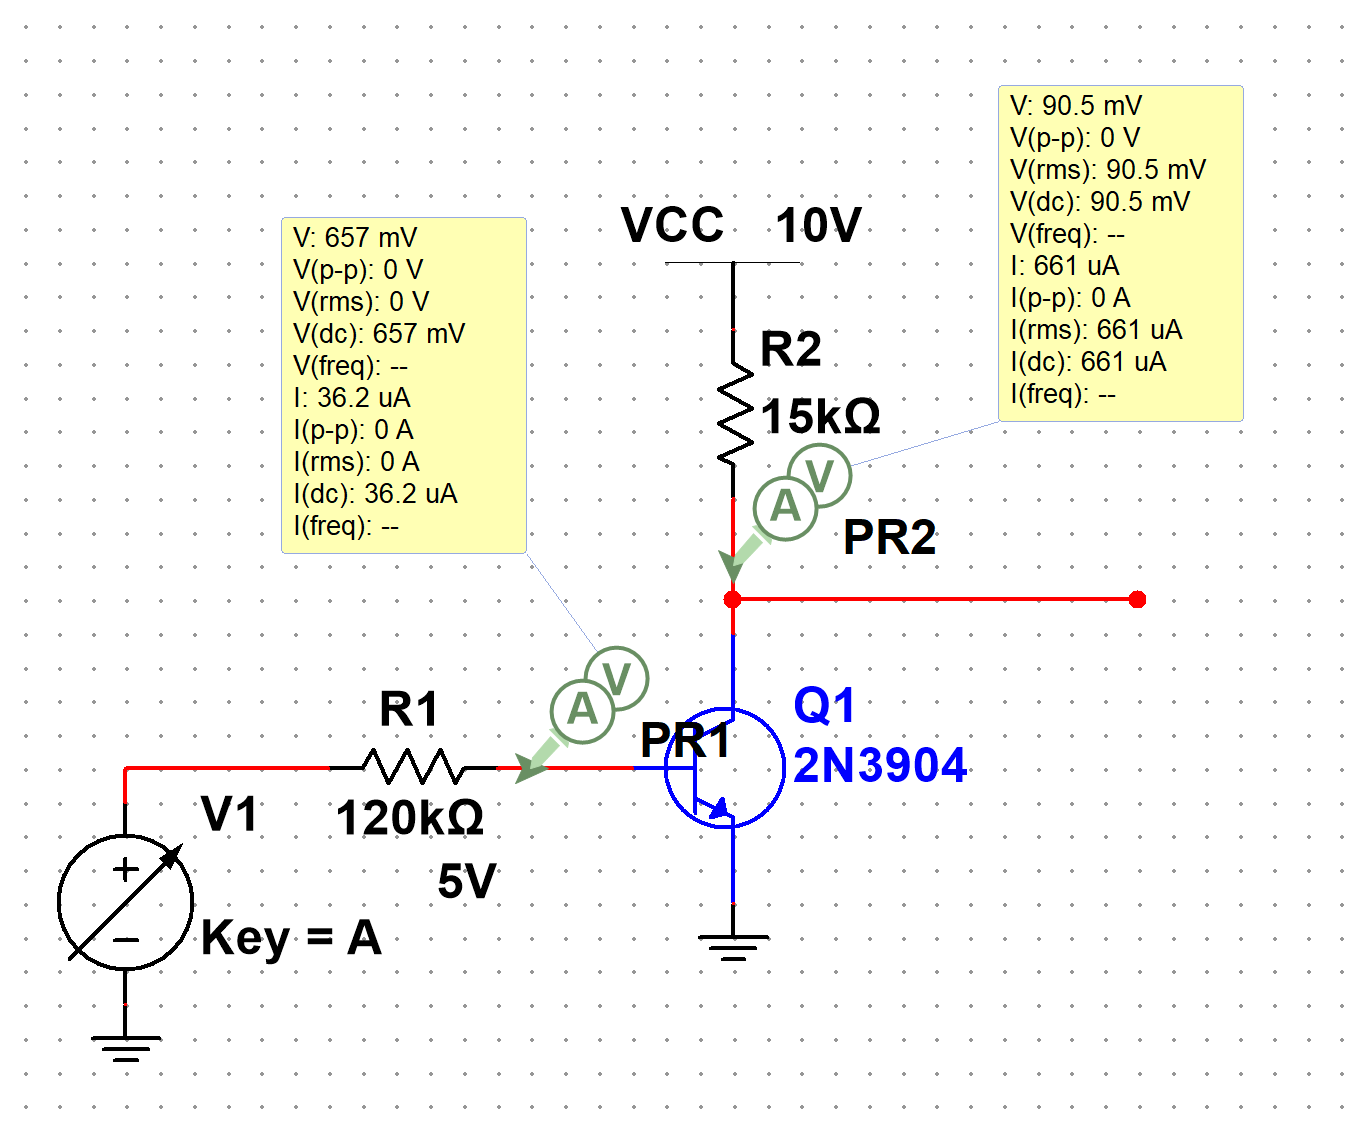 V: 90.5 mV
V(p-p): 0 V
V(rms): 90.5 mV
V(dc): 90.5 mV
V(freq): --
I: 661 uA
I(p-p): 0 A
I(rms): 661 uA
I(dc): 661 uA
I(freq): --
VCC 10V
V: 657 mV
V(p-p): 0 V
V(rms): 0 V
V(dc): 657 mV
V(freq): --
I: 36.2 uA
I(p-p): 0 A
I(rms): 0 A
I(dc): 36.2 uA
I(freq): --
R2
15kΩ
V
A
PR2
V
A
R1
PR1
Q1
2N3904
120kΩ
V1
5V
+
−
Key = A